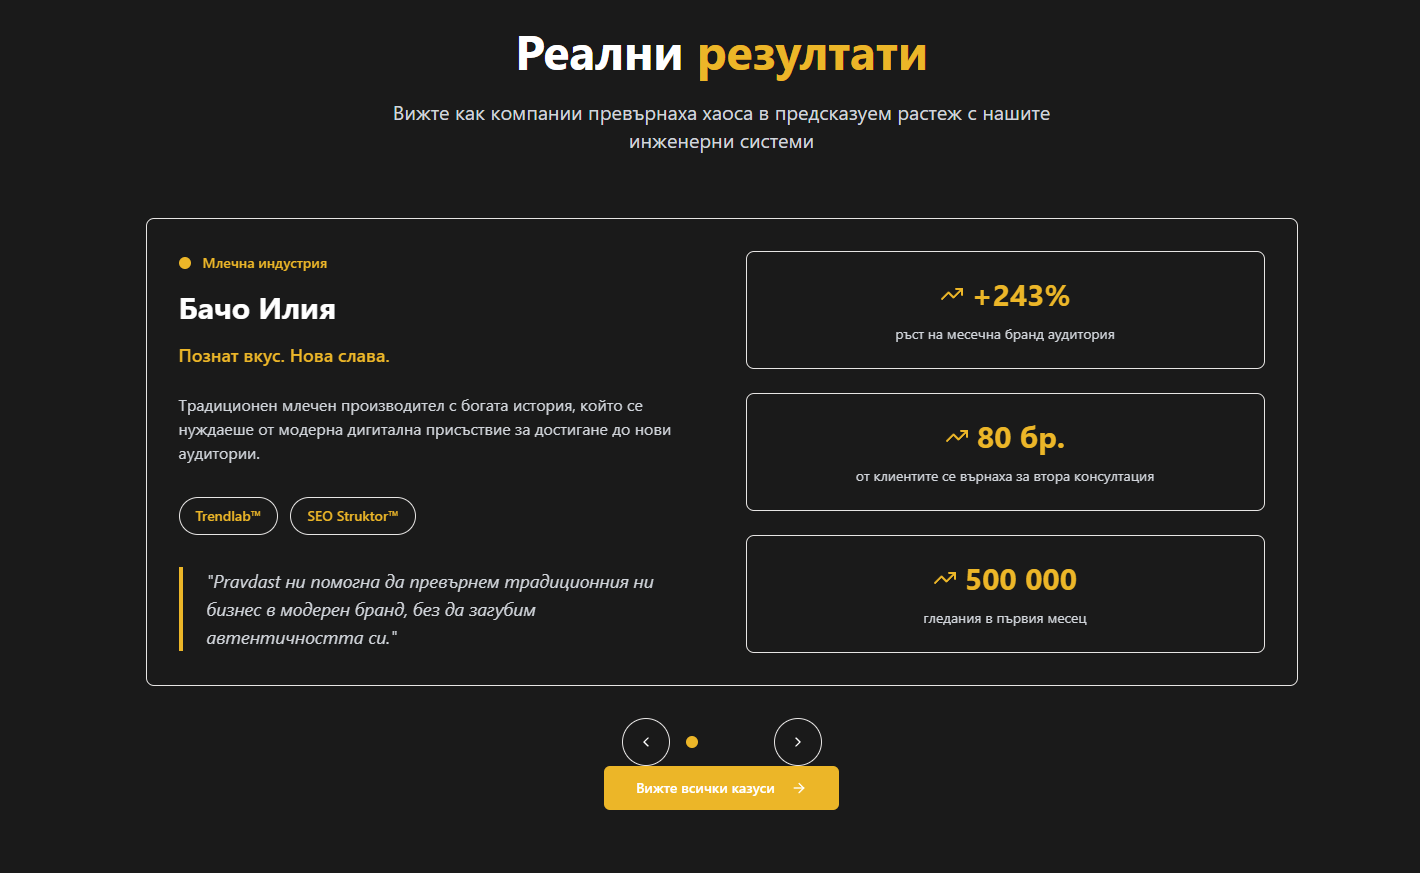 Реални резултати
Вижте как компании превърнаха хаоса в предсказуем растеж с нашите
инженерни системи
Млечна индустрия
Бачо Илия
Познат вкус. Нова слава.
Традиционен млечен производител с богата история, който се
нуждаеше от модерна дигитална присъствие за достигане до нови
аудитории.
Trendlab™
SEO Struktor™
"Pravdast ни помогна да превърнем традиционния ни
бизнес в модерен бранд, без да загубим
автентичността си."
+243%
ръст на месечна бранд аудитория
80 бр.
от клиентите се върнаха за втора консултация
500 000
гледания в първия месец
Вижте всички казуси